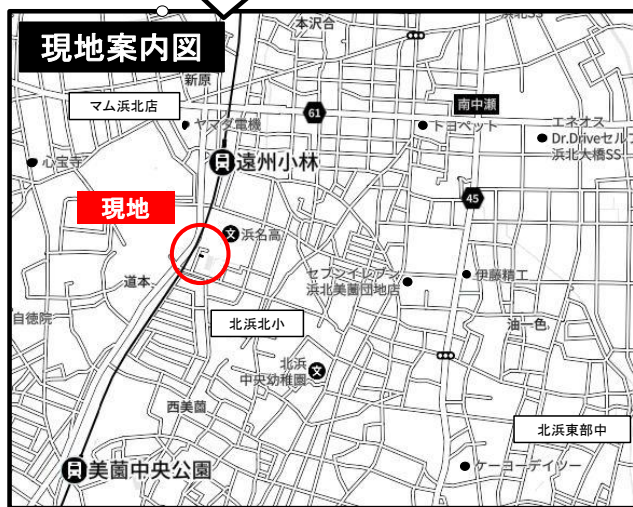 本沢合
浜北SS
現地案内図
新原
マム浜北店
ヤマダ電機
61
南中瀬
トヨペット
エネオス
Dr.Driveセルフ
浜北大橋SS
心宝寺
遠州小林
現地
45
文
浜名高
道本
セブンイレブン
浜北美薗団地店
伊藤精工
自徳院
北浜北小
油一色
北浜
中央幼稚園
文
西美薗
北浜東部中
美薗中央公園
ケーヨーデイツー